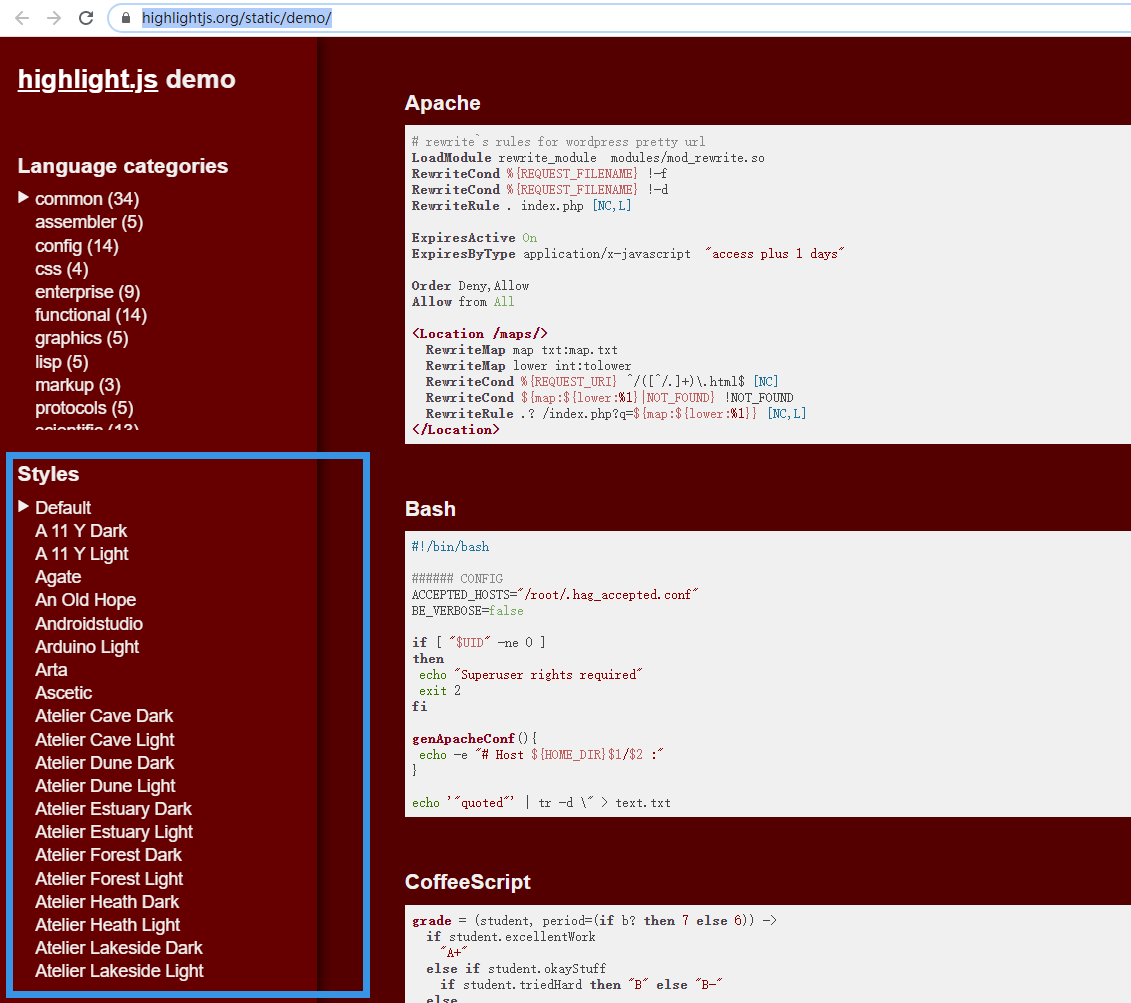 highlightjs.org/static/demo/
highlight.js demo
Language categories
common (34)
assembler (5)
config (14)
css (4)
enterprise (9)
functional (14)
graphics (5)
lisp (5)
markup (3)
protocols (5)
scientific (13)
Styles
Default
A 11 Y Dark
A 11 Y Light
Agate
An Old Hope
Androidstudio
Arduino Light
Arta
Ascetic
Atelier Cave Dark
Atelier Cave Light
Atelier Dune Dark
Atelier Dune Light
Atelier Estuary Dark
Atelier Estuary Light
Atelier Forest Dark
Atelier Forest Light
Atelier Heath Dark
Atelier Heath Light
Atelier Lakeside Dark
Atelier Lakeside Light
Apache
# rewrite`s rules for wordpress pretty url
LoadModule rewrite_module  modules/mod_rewrite.so
RewriteCond %{REQUEST_FILENAME} !-f
RewriteCond %{REQUEST_FILENAME} !-d
RewriteRule . index.php [NC,L]
ExpiresActive On
ExpiresByType application/x-javascript  "access plus 1 days"
Order Deny,Allow
Allow from All
<Location /maps/>
  RewriteMap map txt:map.txt
  RewriteMap lower int:tolower
  RewriteCond %{REQUEST_URI} ^/([^/.]+)\.html$ [NC]
  RewriteCond ${map:${lower:%1}|NOT_FOUND} !NOT_FOUND
  RewriteRule .? /index.php?q=${map:${lower:%1}} [NC,L]
</Location>
Bash
#!/bin/bash
###### CONFIG
ACCEPTED_HOSTS="/root/.hag_accepted.conf"
BE_VERBOSE=false
if [ "$UID" -ne 0 ]
then
 echo "Superuser rights required"
 exit 2
fi
genApacheConf(){
 echo -e "# Host ${HOME_DIR}$1/$2 :"
}
echo '"quoted"' | tr -d \" > text.txt
CoffeeScript
grade = (student, period=(if b? then 7 else 6)) ->
  if student.excellentWork
    "A+"
  else if student.okayStuff
    if student.triedHard then "B" else "B-"
  else